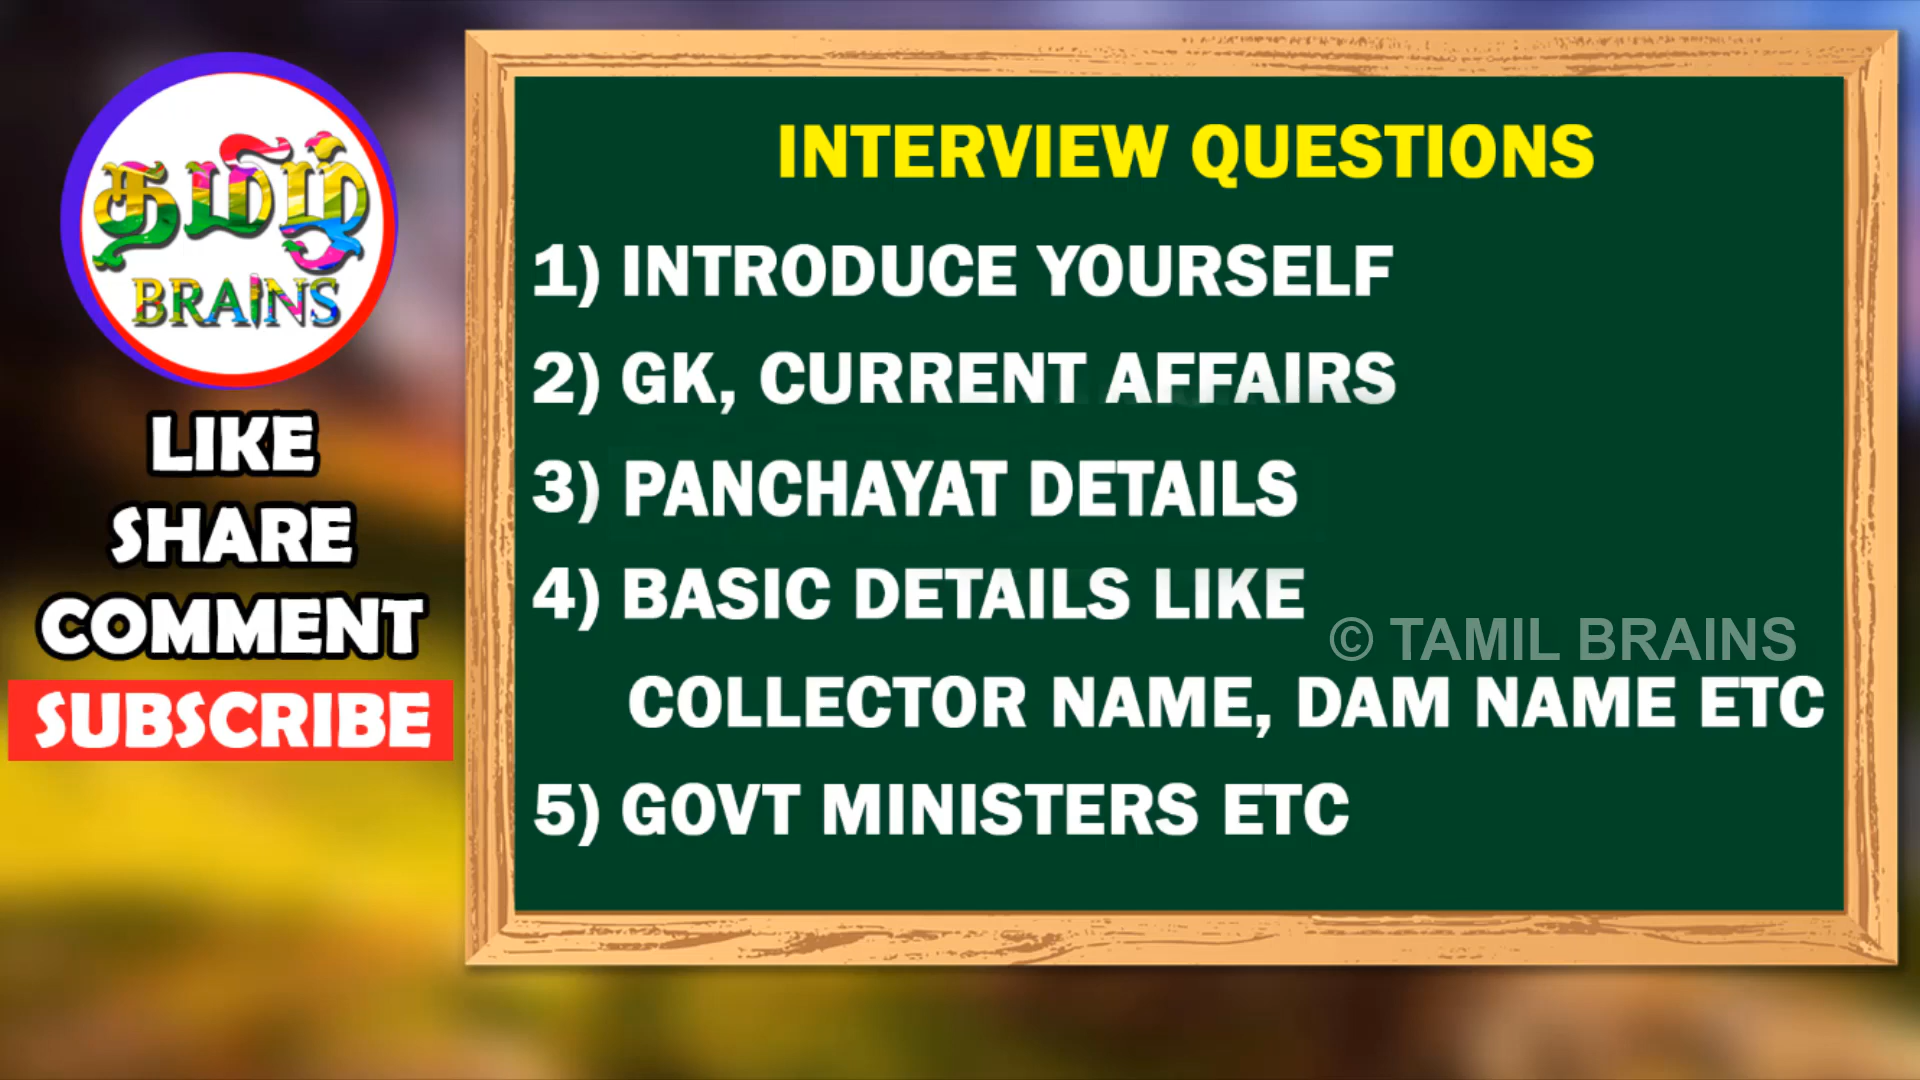 தமிழ்
BRAINS
LIKE
SHARE
COMMENT
SUBSCRIBE
INTERVIEW QUESTIONS
1) INTRODUCE YOURSELF
2) GK, CURRENT AFFAIRS
3) PANCHAYAT DETAILS
4) BASIC DETAILS LIKE
COLLECTOR NAME, DAM NAME ETC
5) GOVT MINISTERS ETC
© TAMIL BRAINS